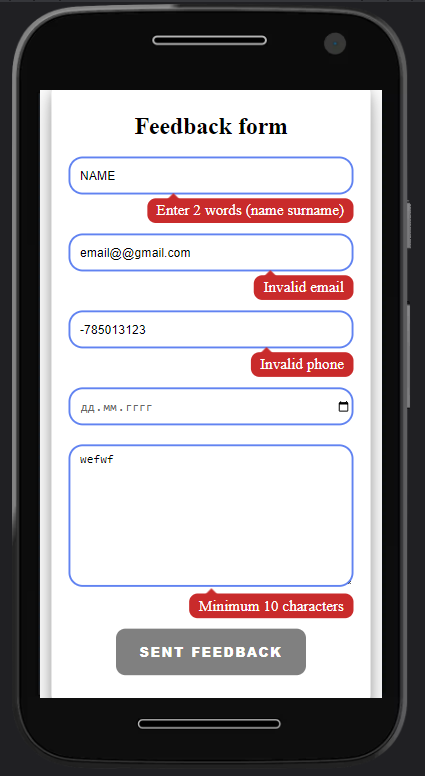 Feedback form
NAME
Enter 2 words (name surname)
email@@gmail.com
Invalid email
-785013123
Invalid phone
дд.мм.гггг
wefwf
Minimum 10 characters
SENT FEEDBACK